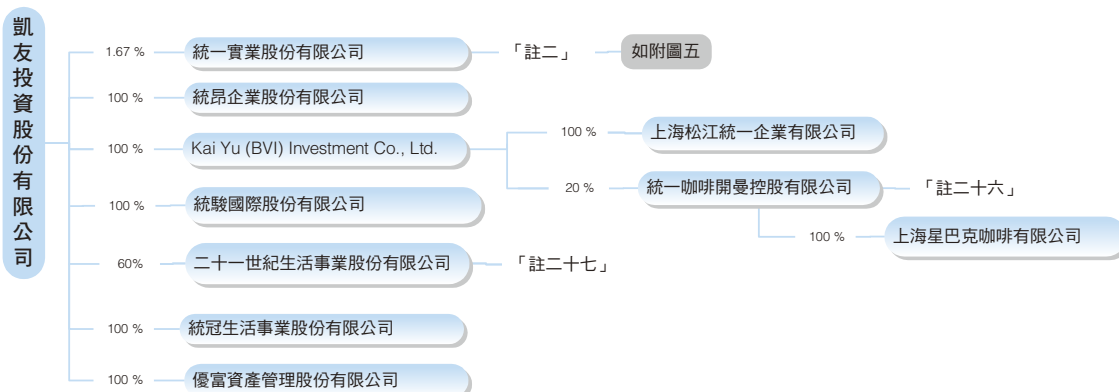 凱友投資股份有限公司
1.67 % 統一實業股份有限公司 「註二」 如附圖五
100 % 統昂企業股份有限公司
100 % Kai Yu (BVI) Investment Co., Ltd.
100 % 上海松江統一企業有限公司
20 % 統一咖啡開曼控股有限公司 「註二十六」
100 % 上海星巴克咖啡有限公司
100 % 統駿國際股份有限公司
60% 二十一世紀生活事業股份有限公司 「註二十七」
100 % 統冠生活事業股份有限公司
100 % 優富資產管理股份有限公司